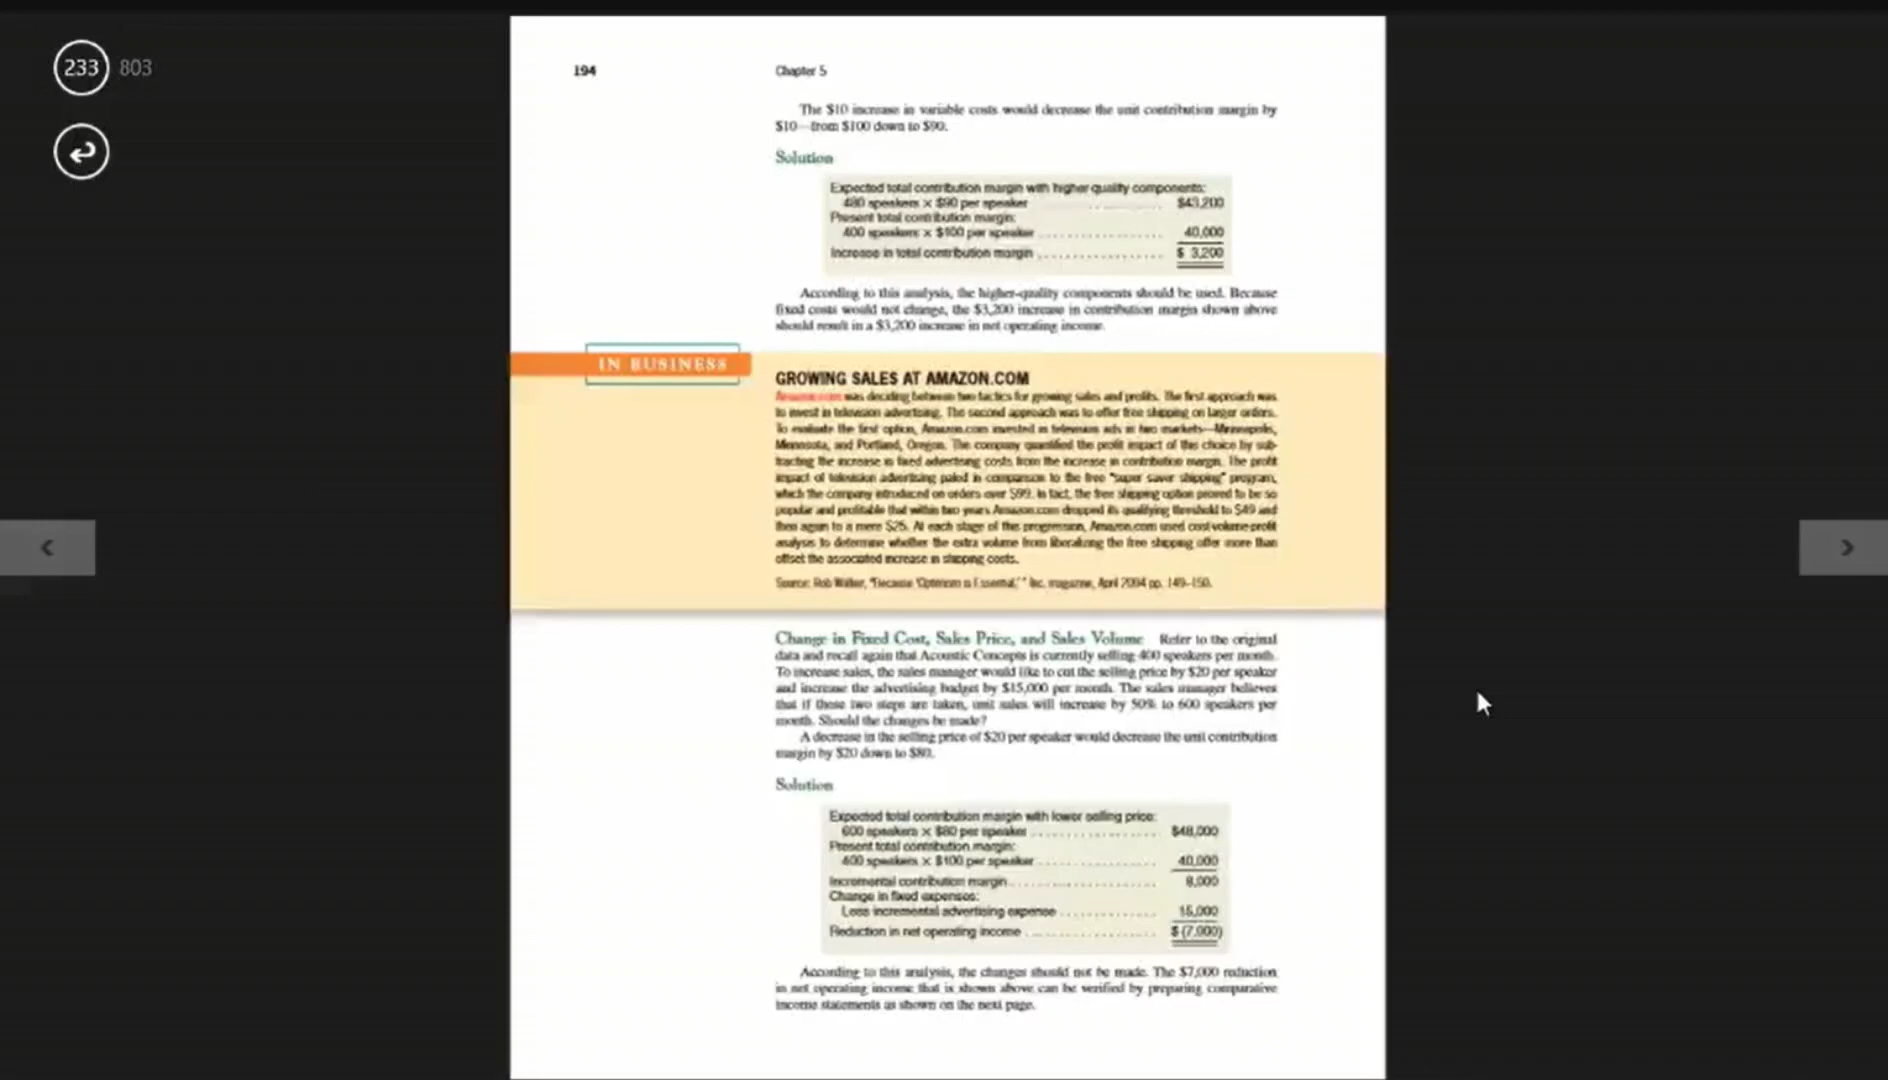 233 803
194 Chapter 5
The $10 increase in variable costs would decrease the unit contribution margin by
$10—from $100 down to $90.
Solution
Expected total contribution margin with higher quality components:
480 speakers × $90 per speaker .............. $43,200
Present total contribution margin:
400 speakers × $100 per speaker .............. 40,000
Increase in total contribution margin .............. $ 3,200
According to this analysis, the higher-quality components should be used. Because
fixed costs would not change, the $3,200 increase in contribution margin shown above
should result in a $3,200 increase in net operating income.
IN BUSINESS
GROWING SALES AT AMAZON.COM
Amazon.com was deciding between two tactics for growing sales and profits. The first approach was
to invest in television advertising. The second approach was to offer free shipping on larger orders.
To evaluate the first option, Amazon.com invested in television ads in two markets—Minneapolis,
Minnesota, and Portland, Oregon. The company quantified the profit impact of this choice by sub-
tracting the increase in fixed advertising costs from the increase in contribution margin. The profit
impact of television advertising paled in comparison to the free "super saver shipping" program,
which the company introduced on orders over $99. In fact, the free shipping option proved to be so
popular and profitable that within two years Amazon.com dropped its qualifying threshold to $49 and
then again to a mere $25. At each stage of this progression, Amazon.com used cost-volume-profit
analysis to determine whether the extra volume from liberalizing the free shipping offer more than
offset the associated increase in shipping costs.
Source: Rob Walker, "Because 'Optimism is Essential,'" Inc. magazine, April 2004 pp. 149–150.
Change in Fixed Cost, Sales Price, and Sales Volume Refer to the original
data and recall again that Acoustic Concepts is currently selling 400 speakers per month.
To increase sales, the sales manager would like to cut the selling price by $20 per speaker
and increase the advertising budget by $15,000 per month. The sales manager believes
that if these two steps are taken, unit sales will increase by 50% to 600 speakers per
month. Should the changes be made?
A decrease in the selling price of $20 per speaker would decrease the unit contribution
margin by $20 down to $80.
Solution
Expected total contribution margin with lower selling price:
600 speakers × $80 per speaker .............. $48,000
Present total contribution margin:
400 speakers × $100 per speaker .............. 40,000
Incremental contribution margin .............. 8,000
Change in fixed expenses:
Less incremental advertising expense .............. 15,000
Reduction in net operating income .............. $ (7,000)
According to this analysis, the changes should not be made. The $7,000 reduction
in net operating income that is shown above can be verified by preparing comparative
income statements as shown on the next page.